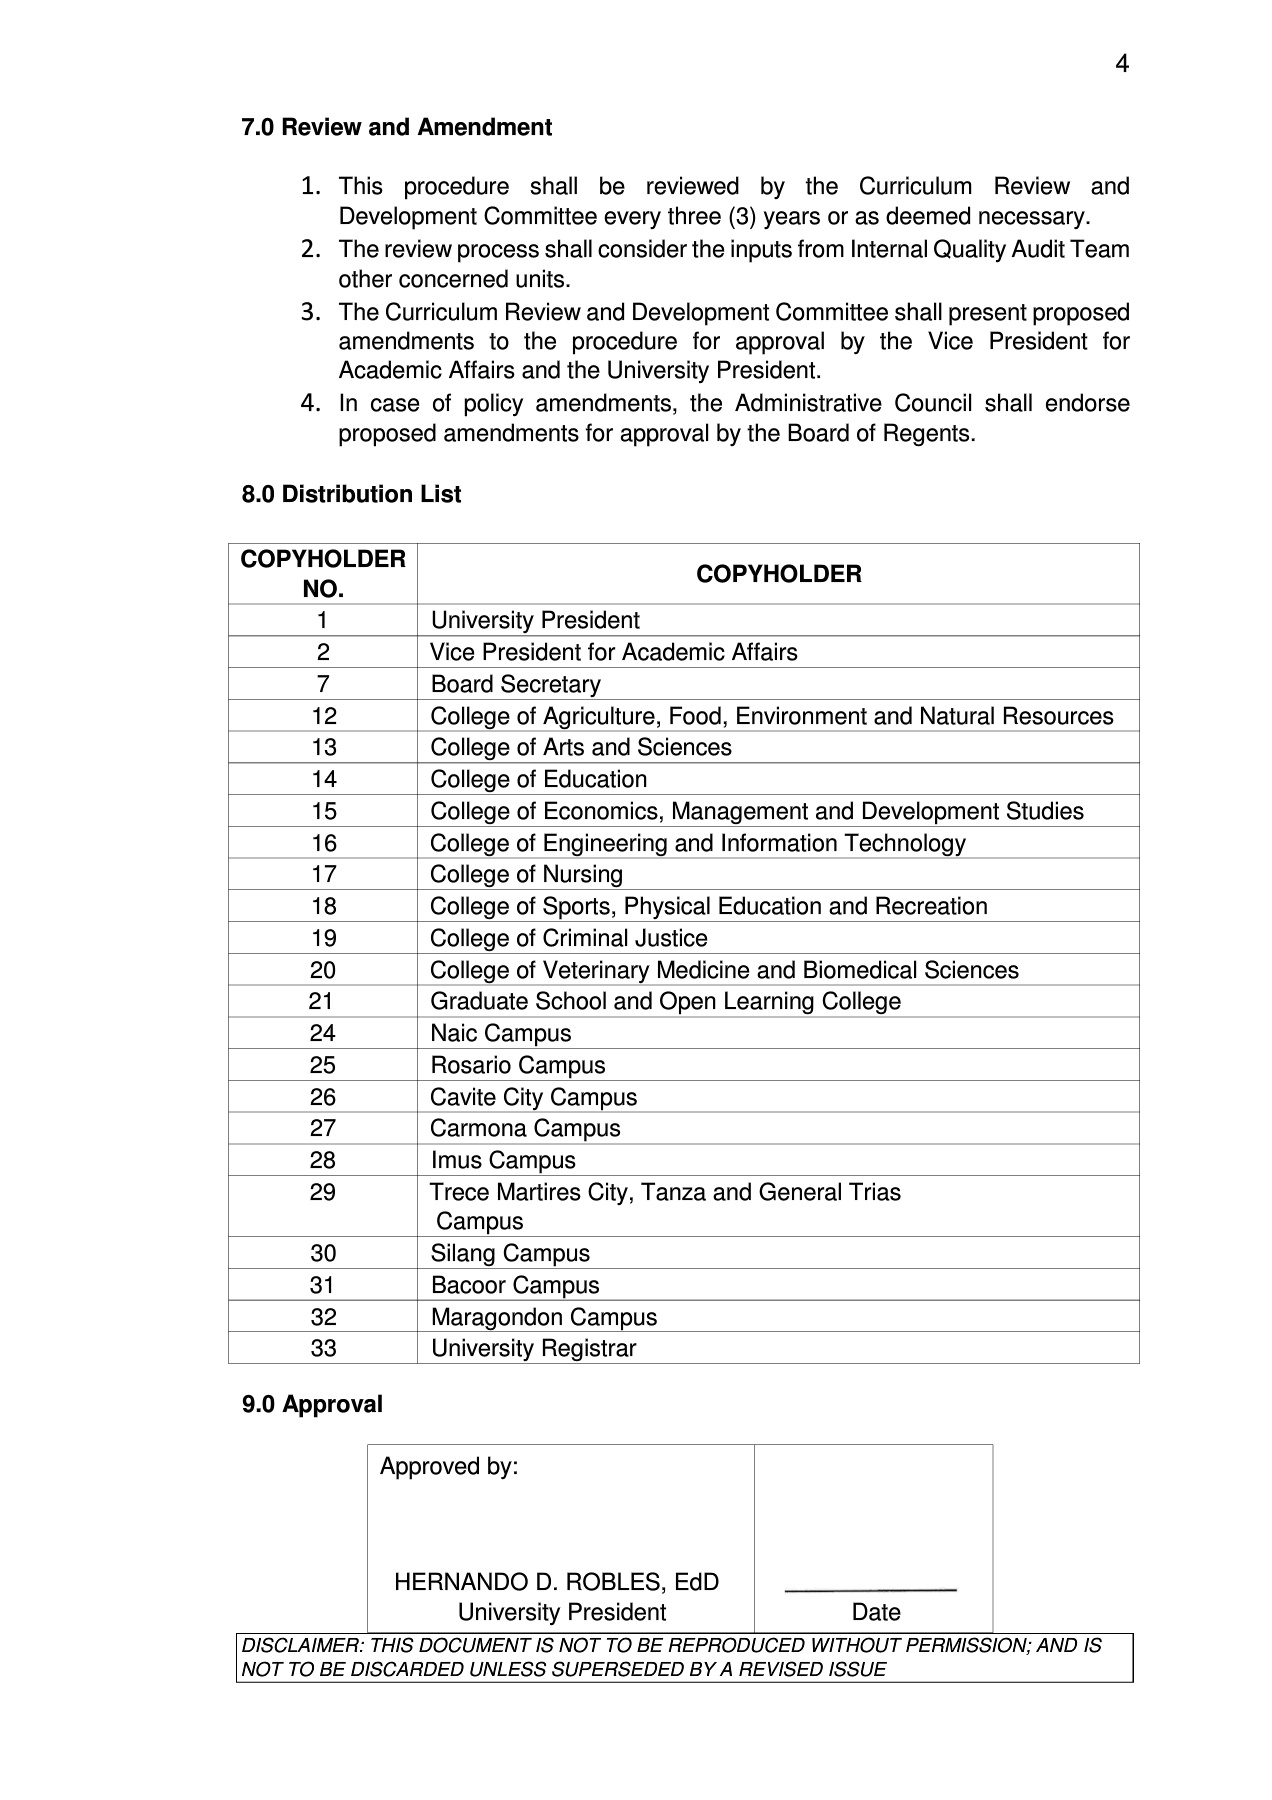 4
7.0 Review and Amendment
1. This procedure shall be reviewed by the Curriculum Review and
Development Committee every three (3) years or as deemed necessary.
2. The review process shall consider the inputs from Internal Quality Audit Team
other concerned units.
3. The Curriculum Review and Development Committee shall present proposed
amendments to the procedure for approval by the Vice President for
Academic Affairs and the University President.
4. In case of policy amendments, the Administrative Council shall endorse
proposed amendments for approval by the Board of Regents.
8.0 Distribution List
COPYHOLDER
NO.
COPYHOLDER
1 University President
2 Vice President for Academic Affairs
7 Board Secretary
12 College of Agriculture, Food, Environment and Natural Resources
13 College of Arts and Sciences
14 College of Education
15 College of Economics, Management and Development Studies
16 College of Engineering and Information Technology
17 College of Nursing
18 College of Sports, Physical Education and Recreation
19 College of Criminal Justice
20 College of Veterinary Medicine and Biomedical Sciences
21 Graduate School and Open Learning College
24 Naic Campus
25 Rosario Campus
26 Cavite City Campus
27 Carmona Campus
28 Imus Campus
29 Trece Martires City, Tanza and General Trias
Campus
30 Silang Campus
31 Bacoor Campus
32 Maragondon Campus
33 University Registrar
9.0 Approval
Approved by:
HERNANDO D. ROBLES, EdD
University President
Date
DISCLAIMER: THIS DOCUMENT IS NOT TO BE REPRODUCED WITHOUT PERMISSION; AND IS
NOT TO BE DISCARDED UNLESS SUPERSEDED BY A REVISED ISSUE